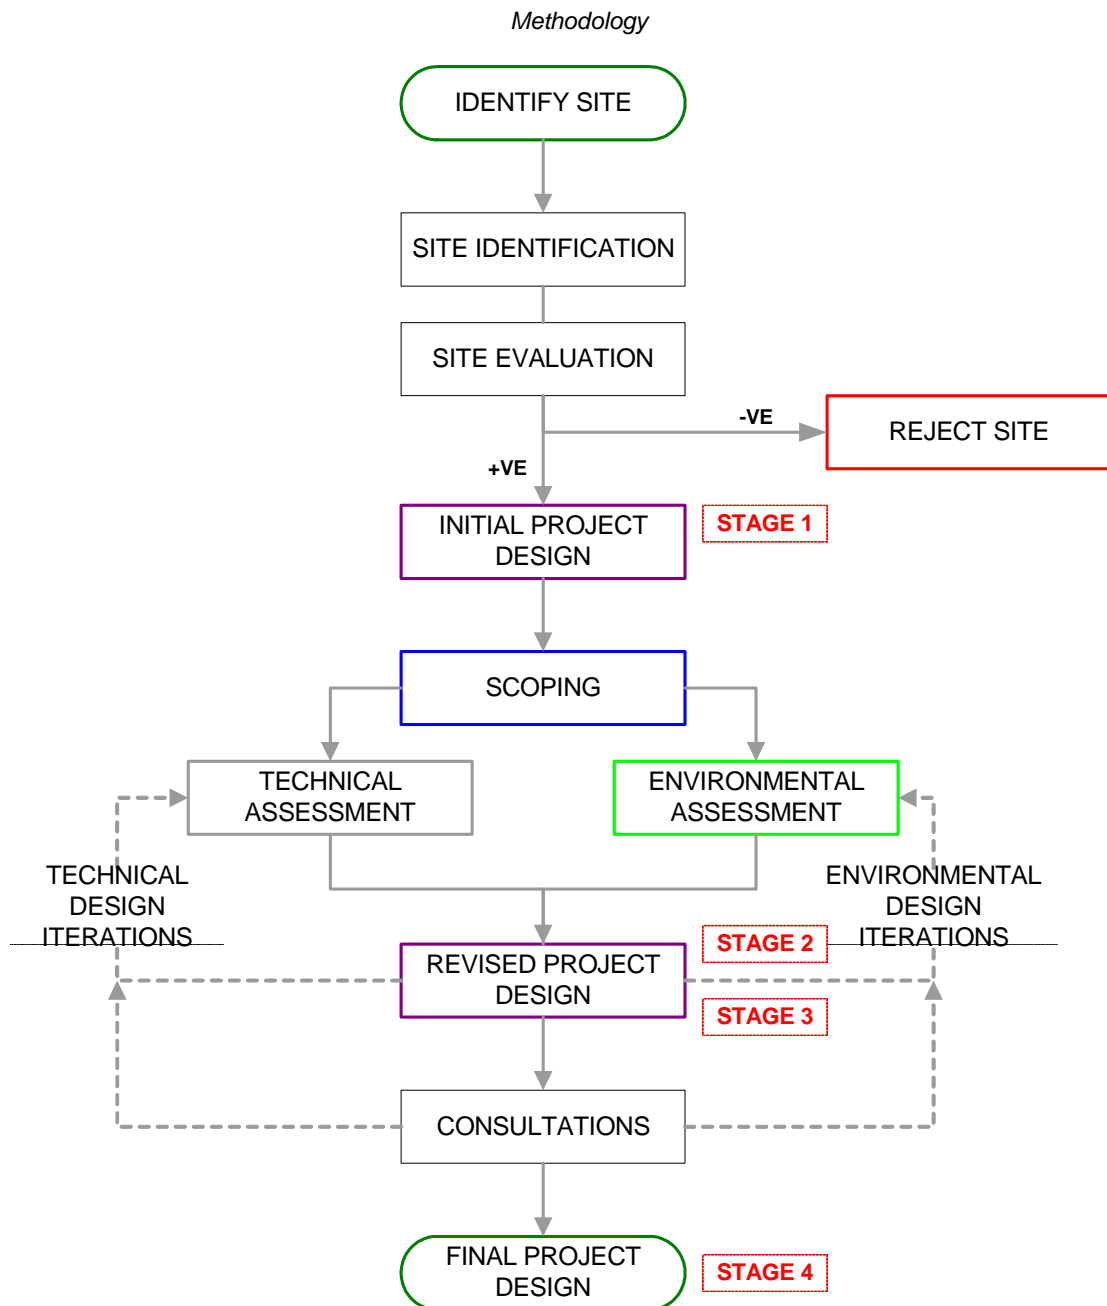 Methodology
IDENTIFY SITE
SITE IDENTIFICATION
SITE EVALUATION
-VE
REJECT SITE
+VE
INITIAL PROJECT
DESIGN
STAGE 1
SCOPING
TECHNICAL
ASSESSMENT
ENVIRONMENTAL
ASSESSMENT
TECHNICAL
DESIGN
ITERATIONS
ENVIRONMENTAL
DESIGN
ITERATIONS
STAGE 2
REVISED PROJECT
DESIGN
STAGE 3
CONSULTATIONS
FINAL PROJECT
DESIGN
STAGE 4